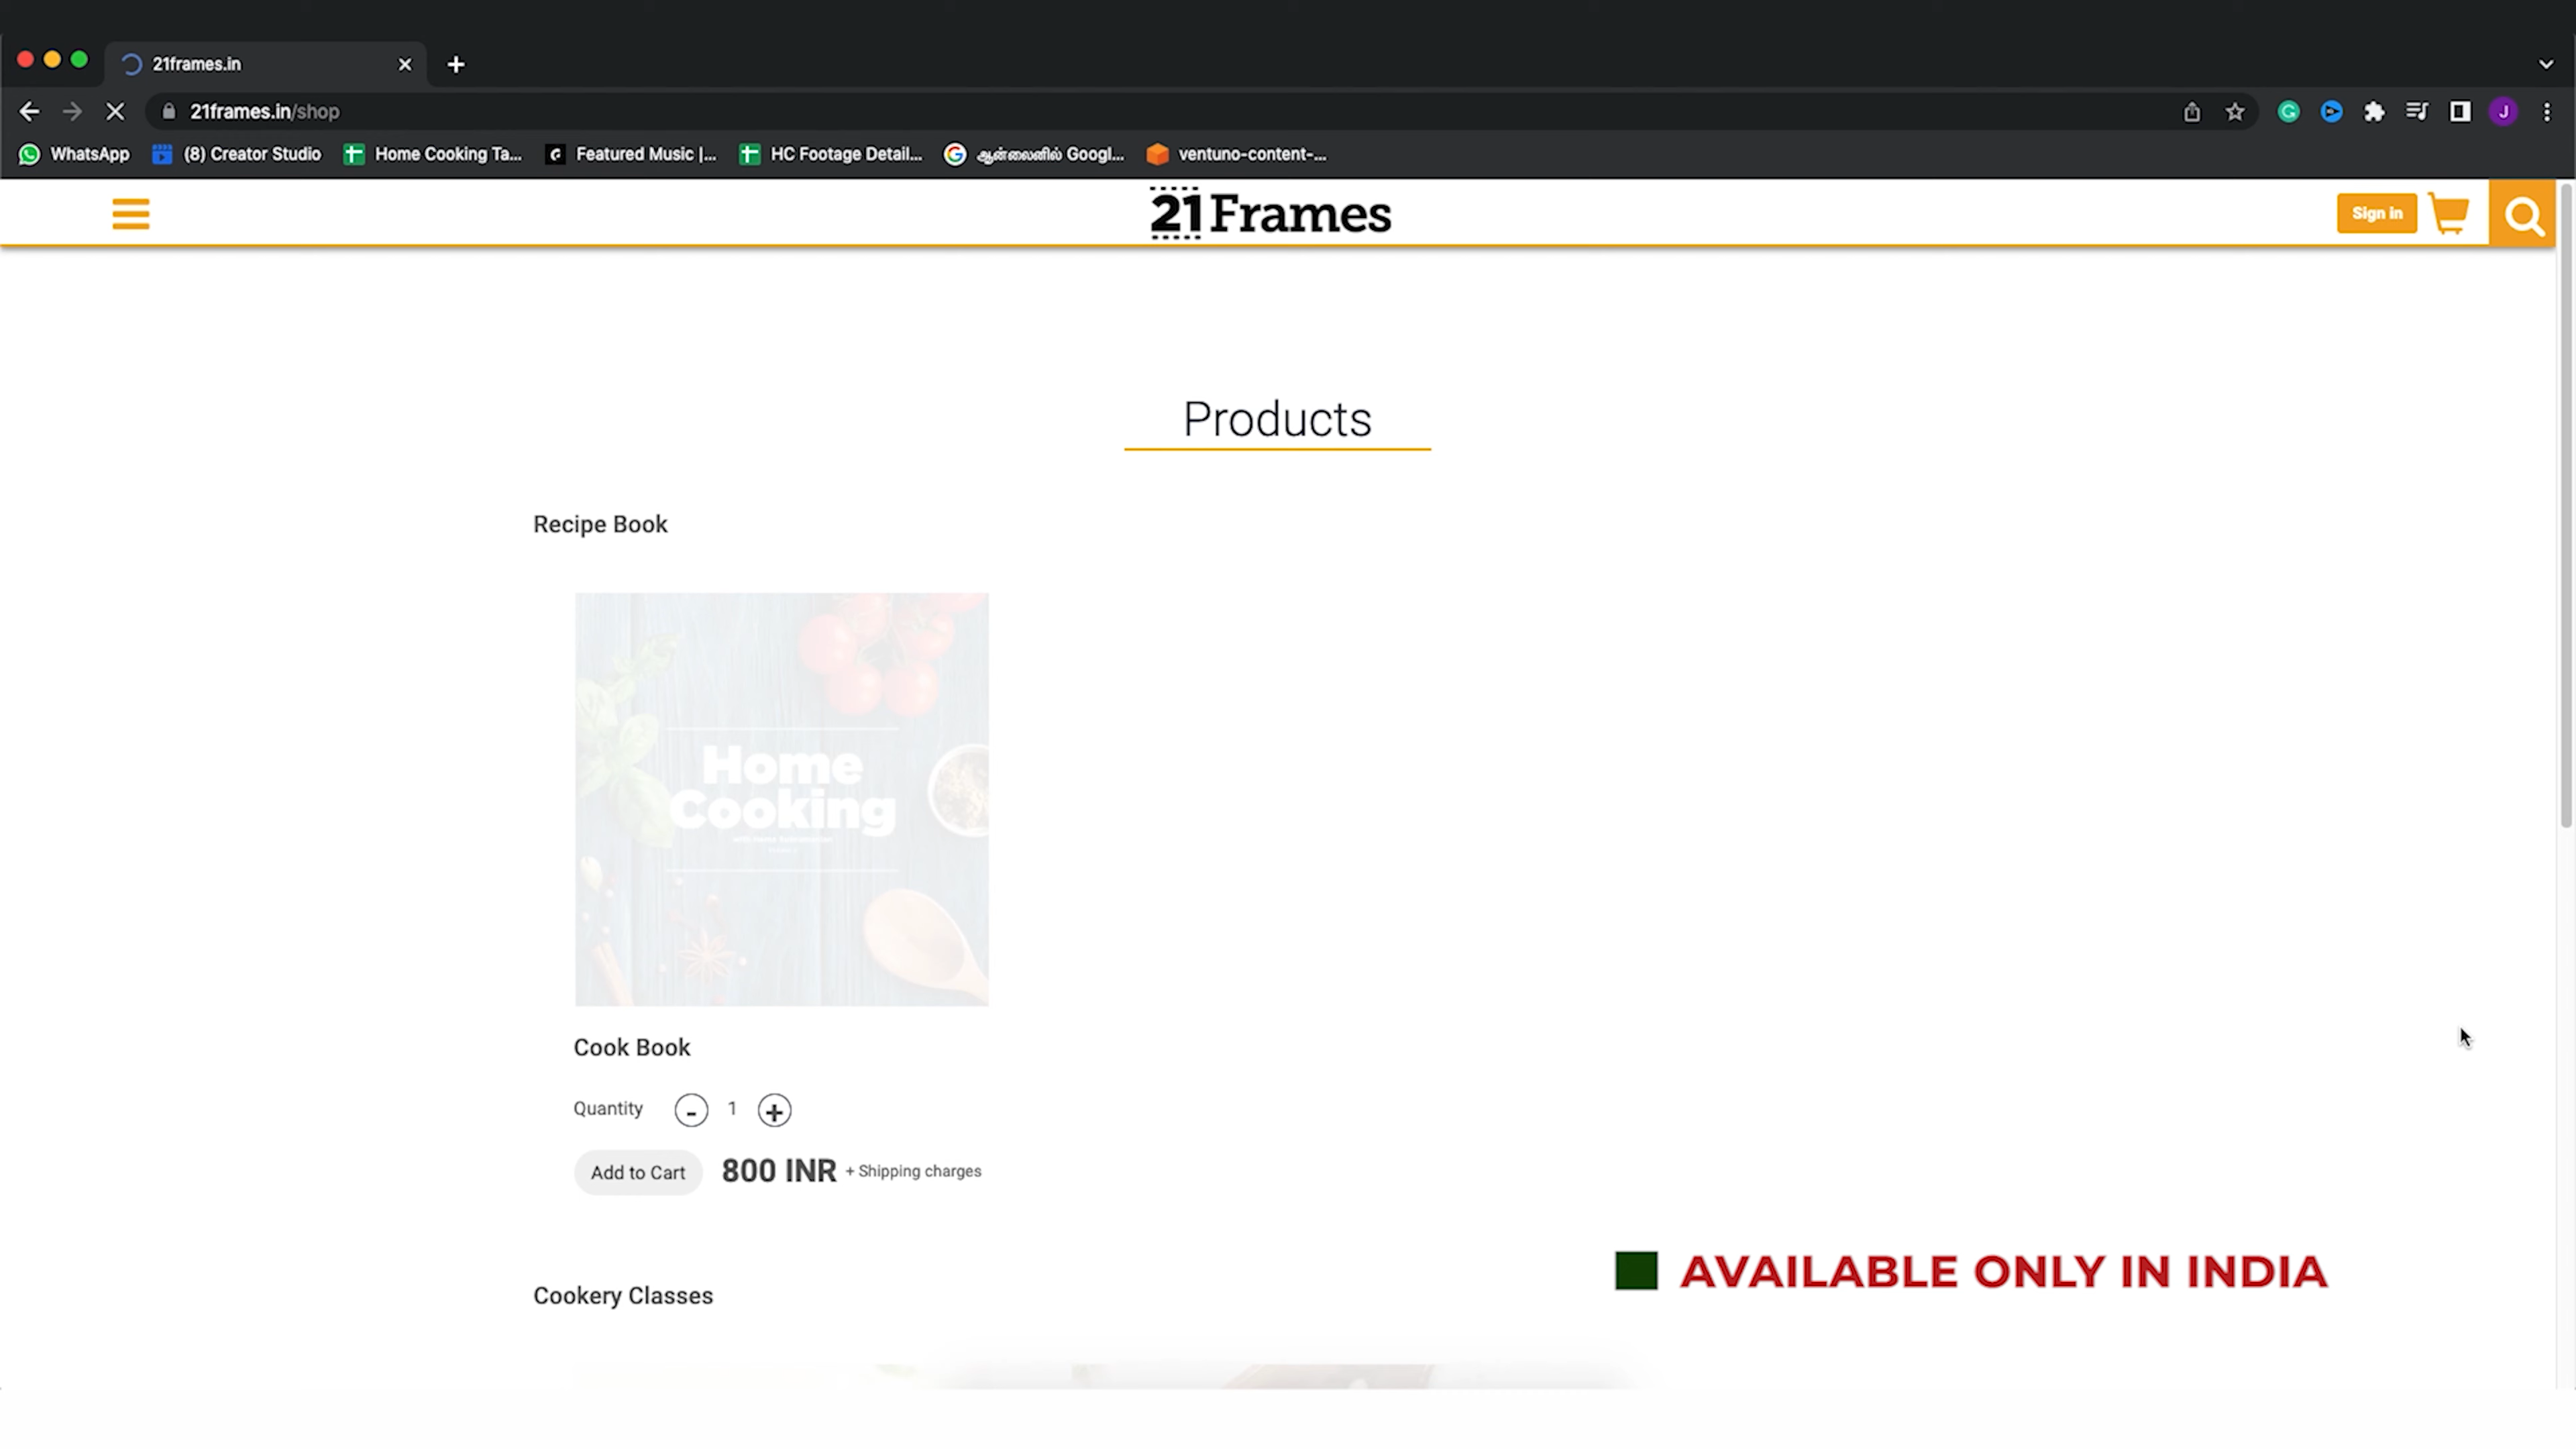 21frames.in
21frames.in/shop
WhatsApp (8) Creator Studio Home Cooking Ta... Featured Music |... HC Footage Detail... ஆன்லைனில் Googl... ventuno-content-...
21Frames
Sign in
J
Products
Recipe Book
Home
Cooking
Cook Book
Quantity - 1 +
Add to Cart 800 INR + Shipping charges
AVAILABLE ONLY IN INDIA
Cookery Classes